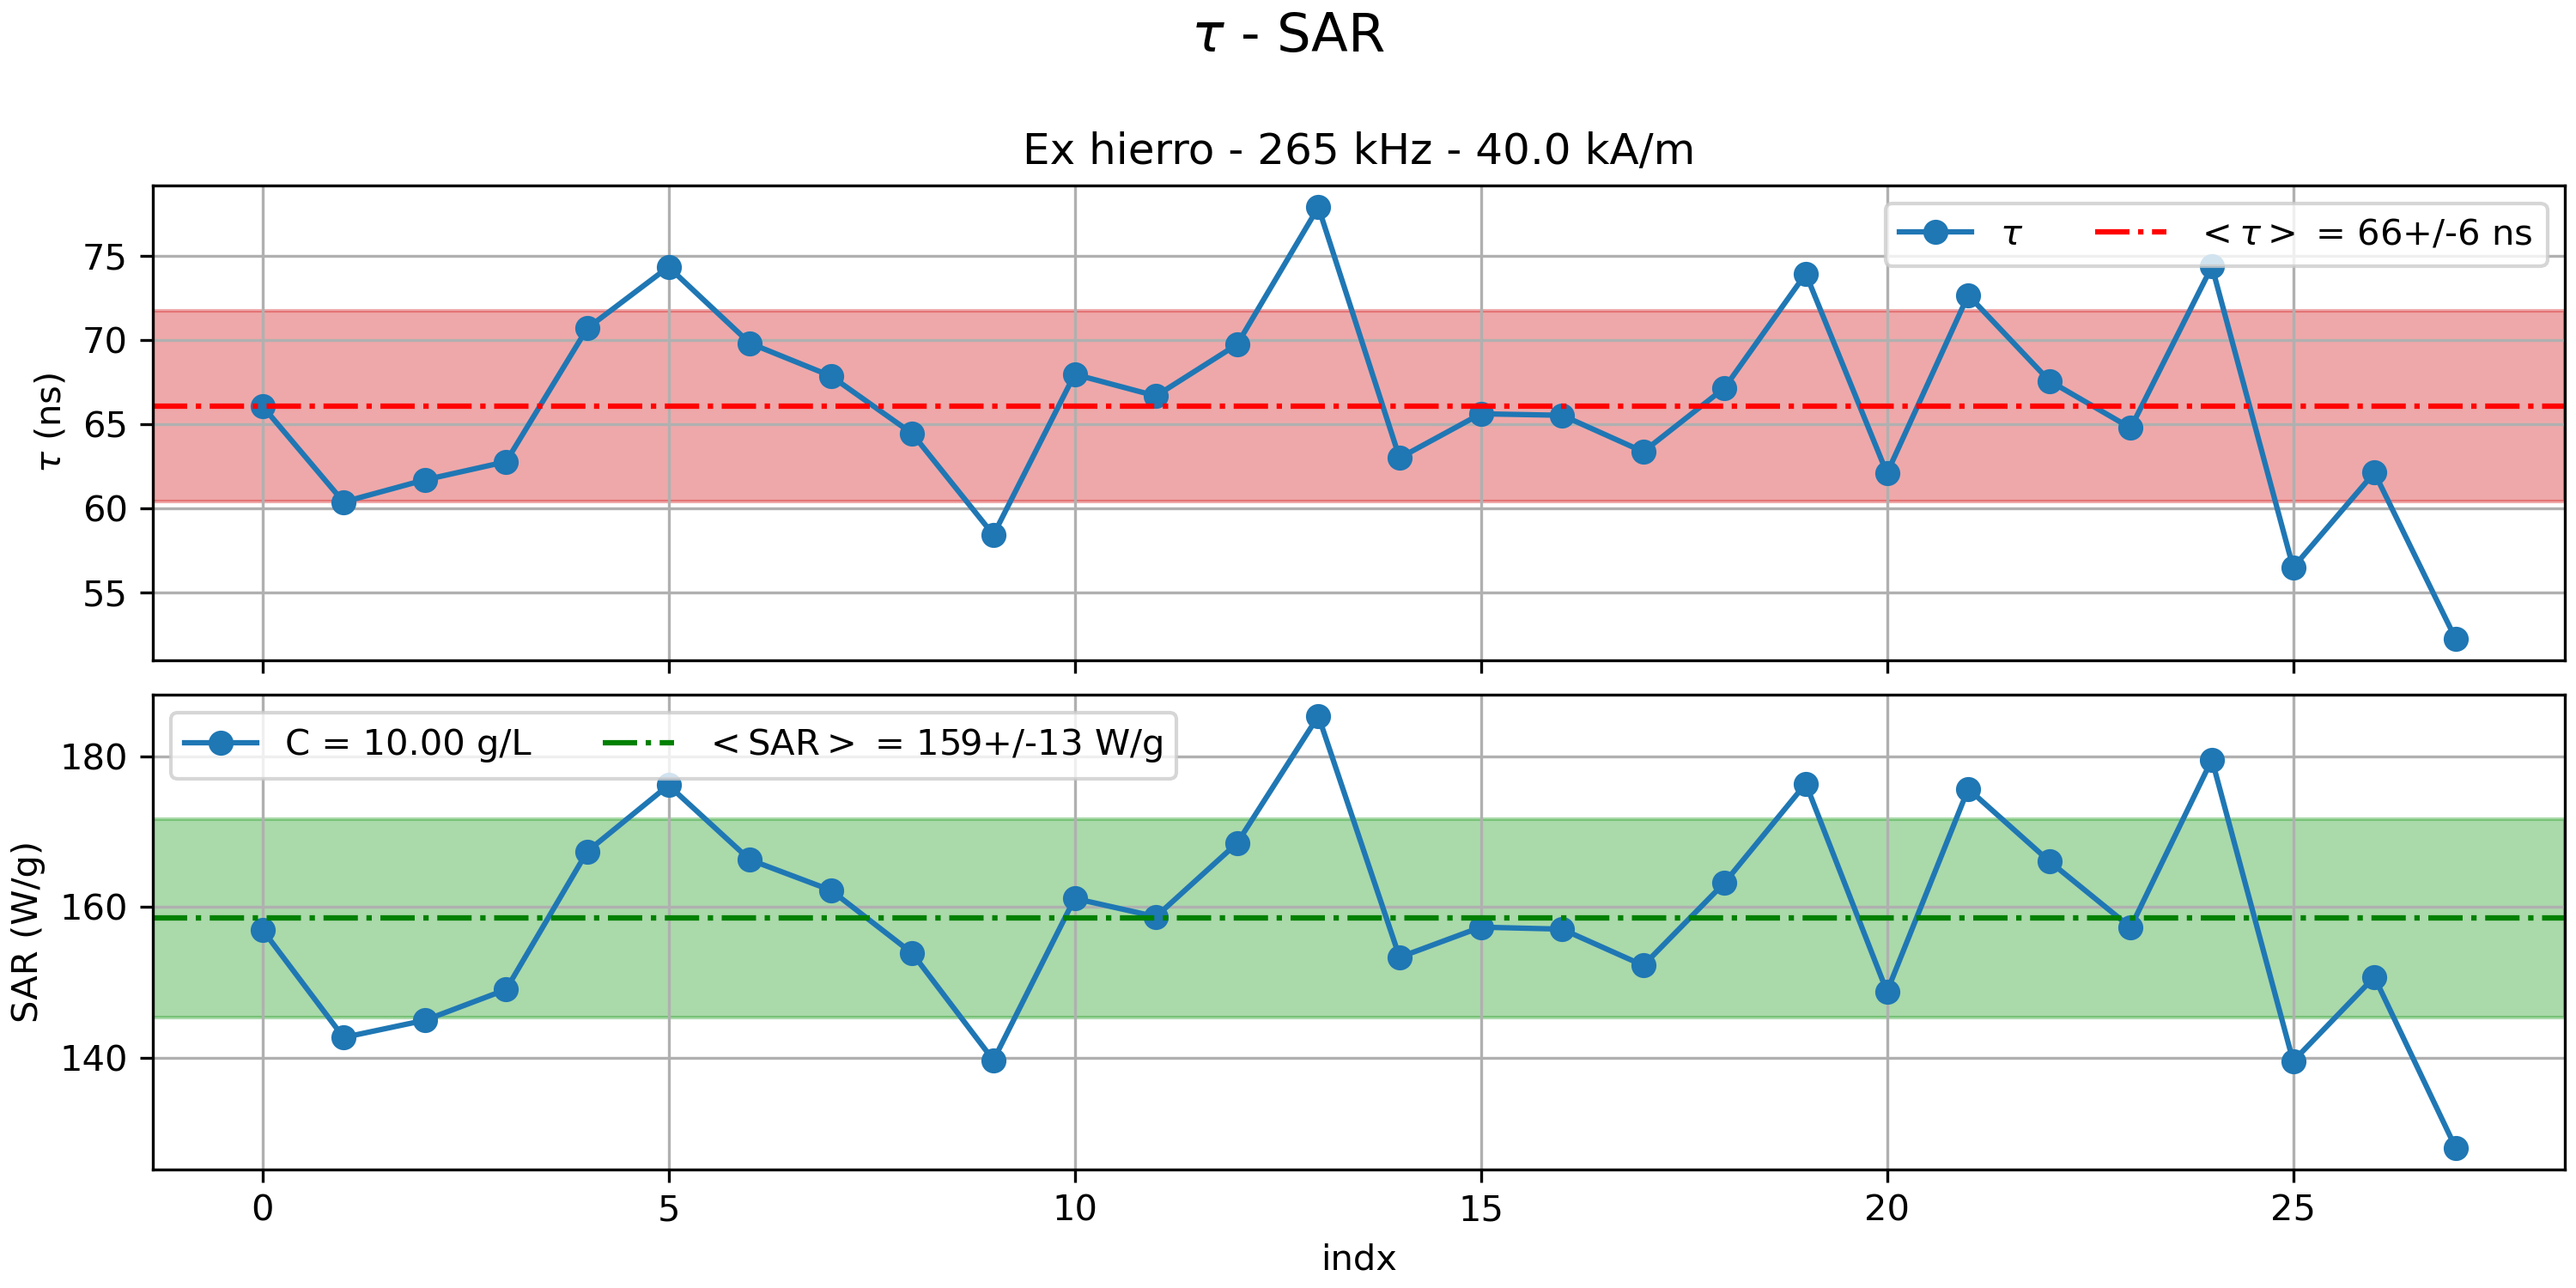 τ - SAR
Ex hierro - 265 kHz - 40.0 kA/m
τ <τ> = 66+/-6 ns
75
70
65
60
55
τ (ns)
C = 10.00 g/L <SAR> = 159+/-13 W/g
180
160
140
SAR (W/g)
0 5 10 15 20 25
indx